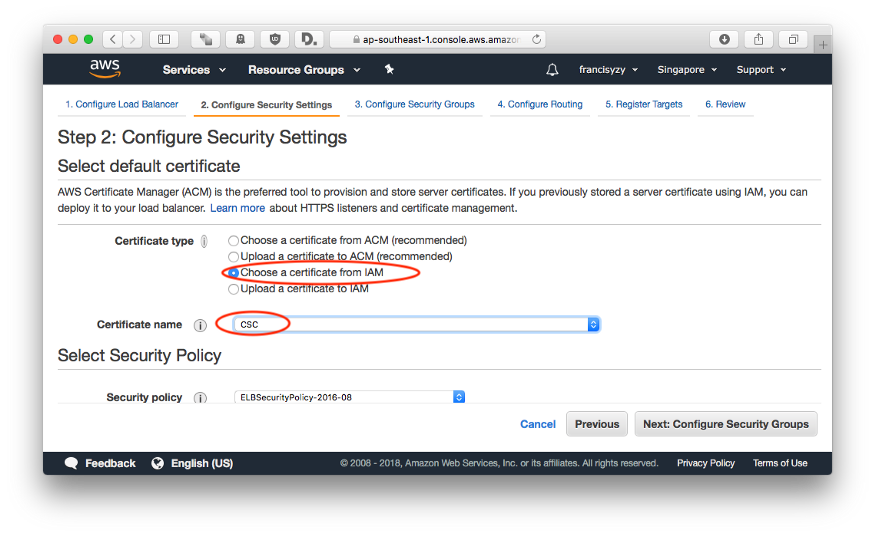 ap-southeast-1.console.aws.amazon
aws Services Resource Groups francisyzy Singapore Support
1. Configure Load Balancer 2. Configure Security Settings 3. Configure Security Groups 4. Configure Routing 5. Register Targets 6. Review
Step 2: Configure Security Settings
Select default certificate
AWS Certificate Manager (ACM) is the preferred tool to provision and store server certificates. If you previously stored a server certificate using IAM, you can
deploy it to your load balancer. Learn more about HTTPS listeners and certificate management.
Certificate type i Choose a certificate from ACM (recommended)
Upload a certificate to ACM (recommended)
Choose a certificate from IAM
Upload a certificate to IAM
Certificate name i CSC
Select Security Policy
Security policy i ELBSecurityPolicy-2016-08
Cancel Previous Next: Configure Security Groups
Feedback English (US) © 2008 - 2018, Amazon Web Services, Inc. or its affiliates. All rights reserved. Privacy Policy Terms of Use